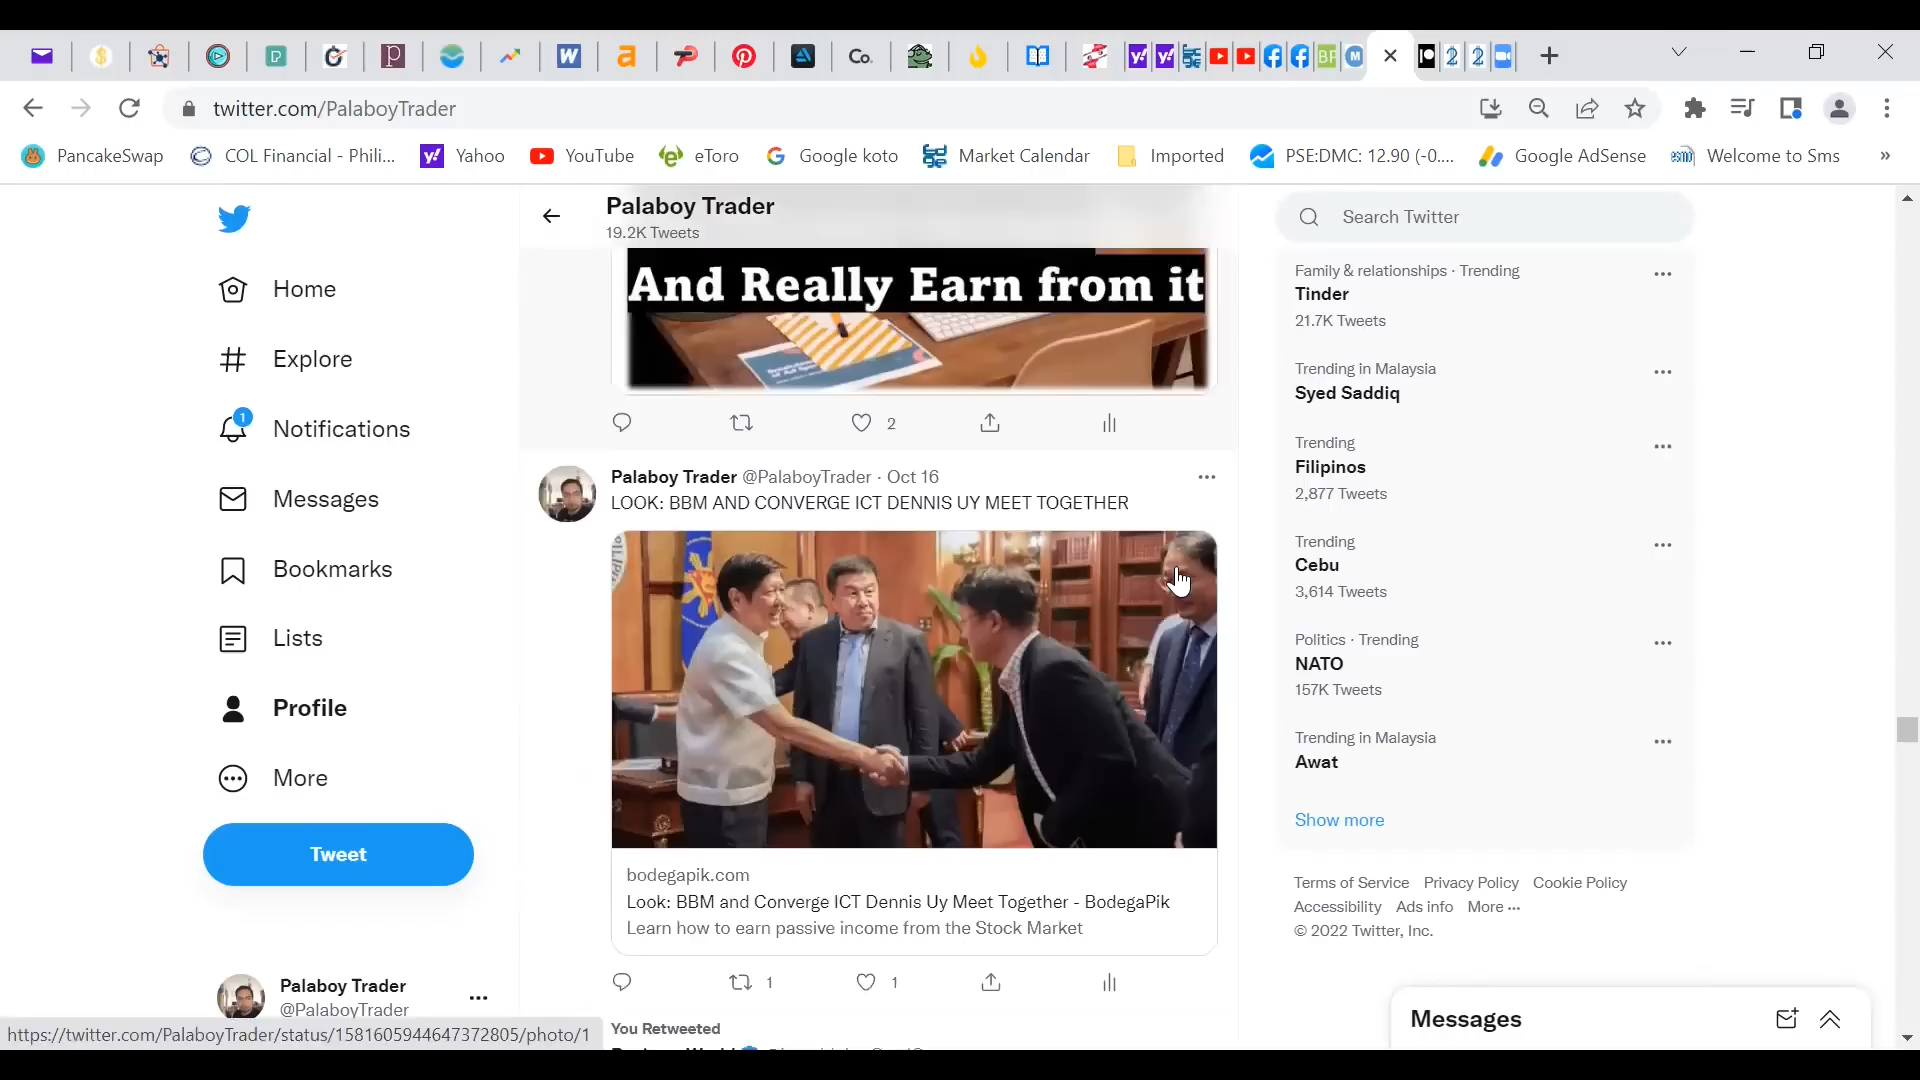 twitter.com/PalaboyTrader
PancakeSwap
COL Financial - Phili...
Yahoo
YouTube
eToro
Google koto
Market Calendar
Imported
PSE:DMC: 12.90 (-0....
Google AdSense
Welcome to Sms
»
Home
Explore
1
Notifications
Messages
Bookmarks
Lists
Profile
More
Tweet
Palaboy Trader
@PalaboyTrader
https://twitter.com/PalaboyTrader/status/1581605944647372805/photo/1
Palaboy Trader
19.2K Tweets
And Really Earn from it
2
Palaboy Trader @PalaboyTrader · Oct 16
LOOK: BBM AND CONVERGE ICT DENNIS UY MEET TOGETHER
bodegapik.com
Look: BBM and Converge ICT Dennis Uy Meet Together - BodegaPik
Learn how to earn passive income from the Stock Market
1 1
You Retweeted
Search Twitter
Family & relationships · Trending
Tinder
21.7K Tweets
Trending in Malaysia
Syed Saddiq
Trending
Filipinos
2,877 Tweets
Trending
Cebu
3,614 Tweets
Politics · Trending
NATO
157K Tweets
Trending in Malaysia
Awat
Show more
Terms of Service Privacy Policy Cookie Policy
Accessibility Ads info More ···
© 2022 Twitter, Inc.
Messages